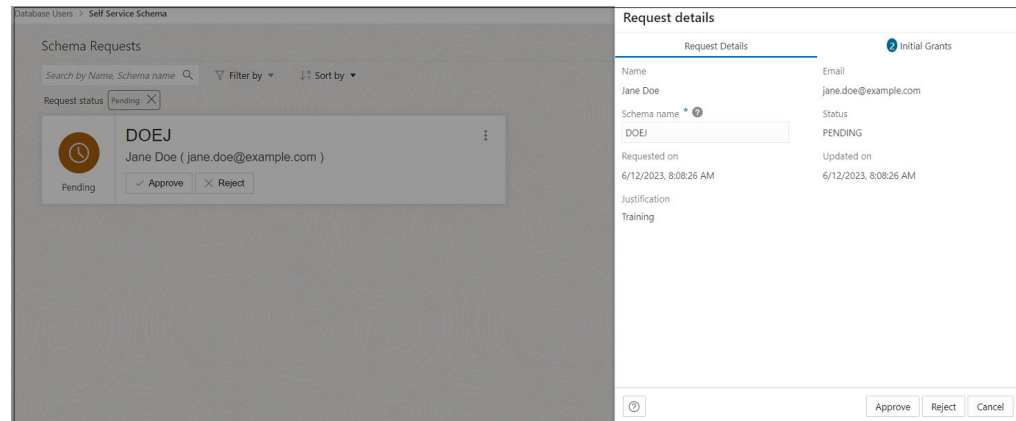 Database Users > Self Service Schema
Schema Requests
Search by Name, Schema name Filter by Sort by
Request status Pending
DOEJ
Jane Doe ( jane.doe@example.com )
Pending
Approve Reject
Request details
Request Details 2 Initial Grants
Name Email
Jane Doe jane.doe@example.com
Schema name * Status
DOEJ PENDING
Requested on Updated on
6/12/2023, 8:08:26 AM 6/12/2023, 8:08:26 AM
Justification
Training
Approve Reject Cancel